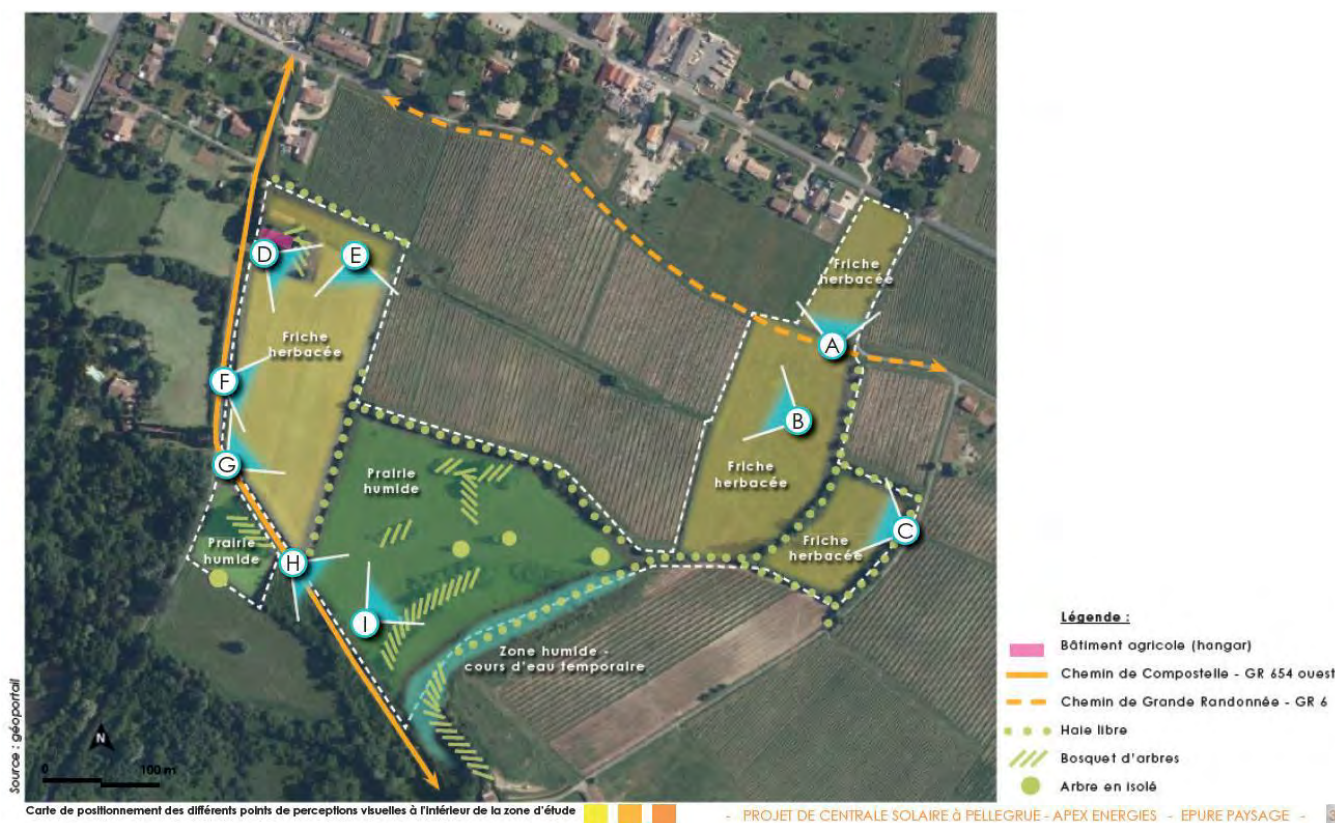 Friche
herbacée
A
D
E
Friche
herbacée
F
B
G
Prairie
humide
Friche
herbacée
C
Friche
herbacée
Prairie
humide
H
I
Zone humide -
cours d'eau temporaire
Légende :
Bâtiment agricole (hangar)
Chemin de Compostelle - GR 654 ouest
Chemin de Grande Randonnée - GR 6
Haie libre
Bosquet d'arbres
Arbre en isolé
Source : géoportail
N
0 100 m
Carte de positionnement des différents points de perceptions visuelles à l'intérieur de la zone d'étude
- PROJET DE CENTRALE SOLAIRE à PELLEGRUE - APEX ENERGIES - EPURE PAYSAGE -